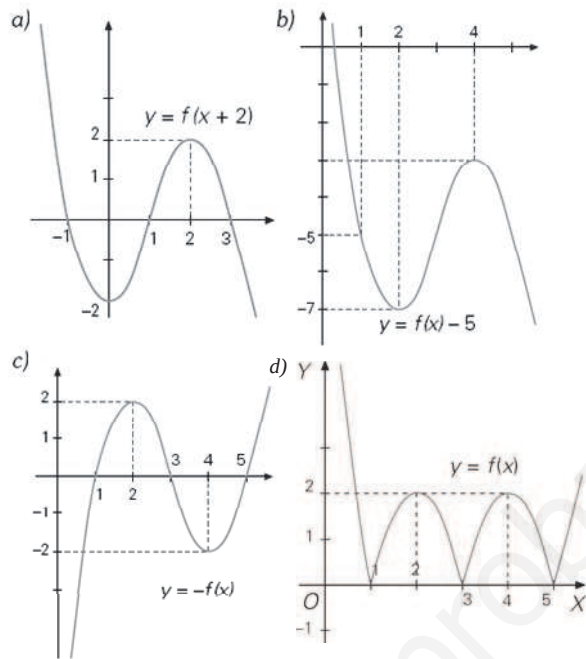 a)
y = f(x + 2)
2
1
-1
1
2
3
-2
b)
1
2
4
-5
-7
y = f(x) – 5
c)
2
1
3
4
5
1
2
-1
-2
y = –f(x)
d)
Y
y = f(x)
2
1
1
2
O
3
4
5
X
-1
prob